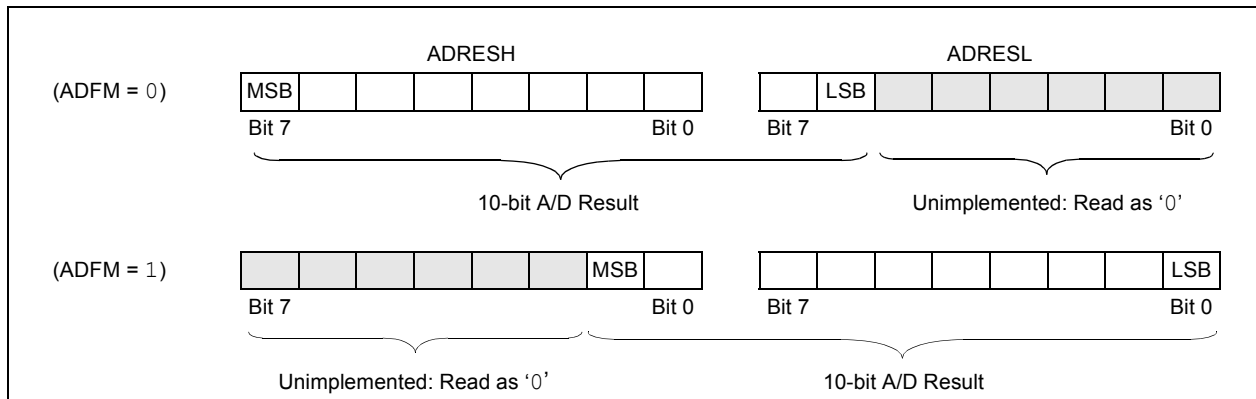 ADRESH ADRESL
(ADFM = 0) MSB LSB
Bit 7 Bit 0 Bit 7 Bit 0
10-bit A/D Result Unimplemented: Read as ‘0’
(ADFM = 1) MSB LSB
Bit 7 Bit 0 Bit 7 Bit 0
Unimplemented: Read as ‘0’ 10-bit A/D Result